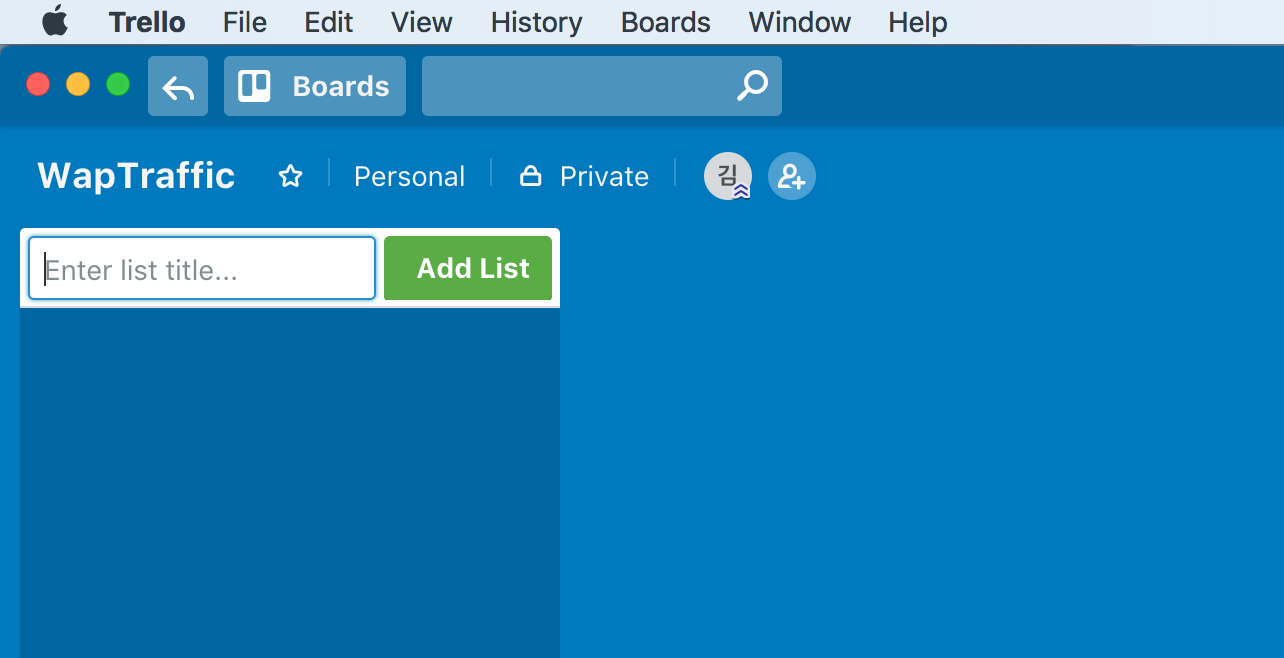 Trello File Edit View History Boards Window Help
Boards
WapTraffic Personal Private 김
Enter list title... Add List